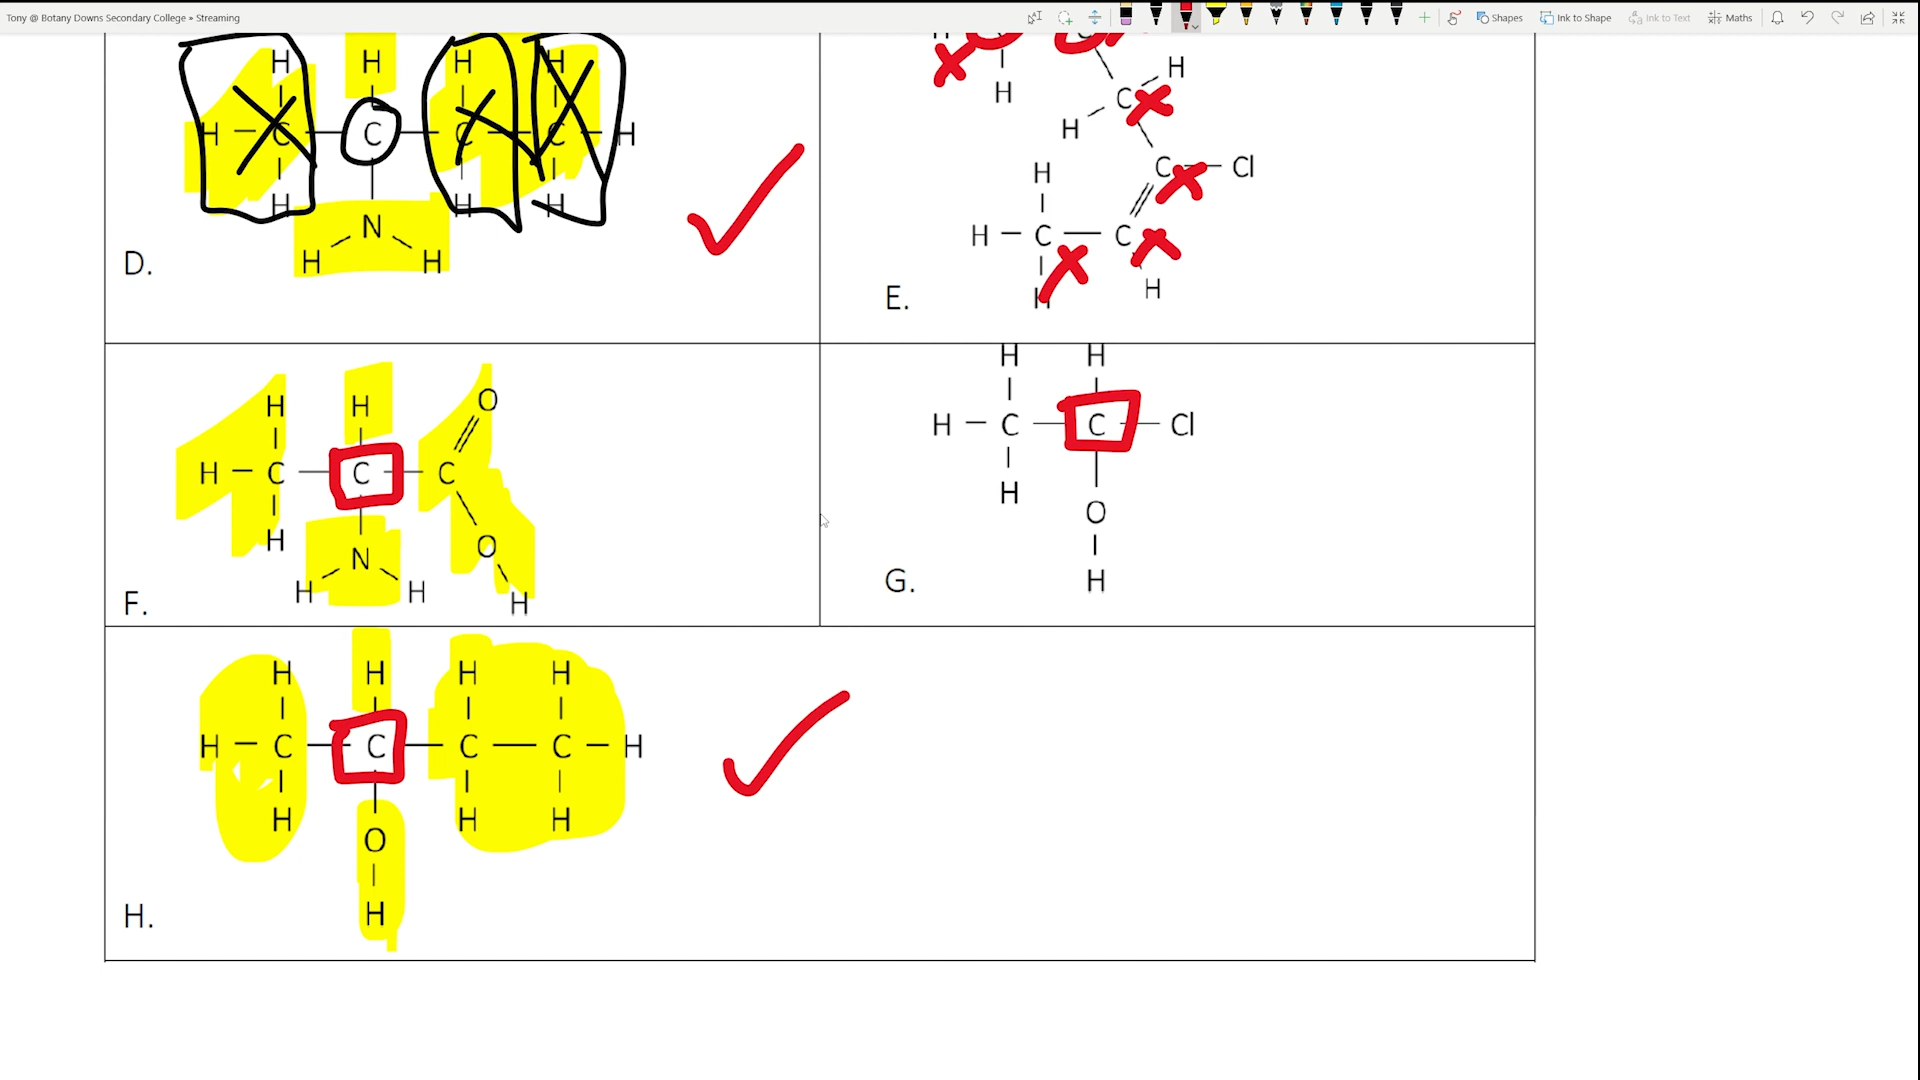 Tony @ Botany Downs Secondary College » Streaming
Shapes
Ink to Shape
Ink to Text
Maths
H H H H
H C C C C H
H H H
N
H H
D.
H
H
C
H
C Cl
H
H C C
H H
E.
H H O
H C C C
H N O
H H H
F.
H H
H C C Cl
H O
H
G.
H H H H
H C C C C H
H O H H
H
H.